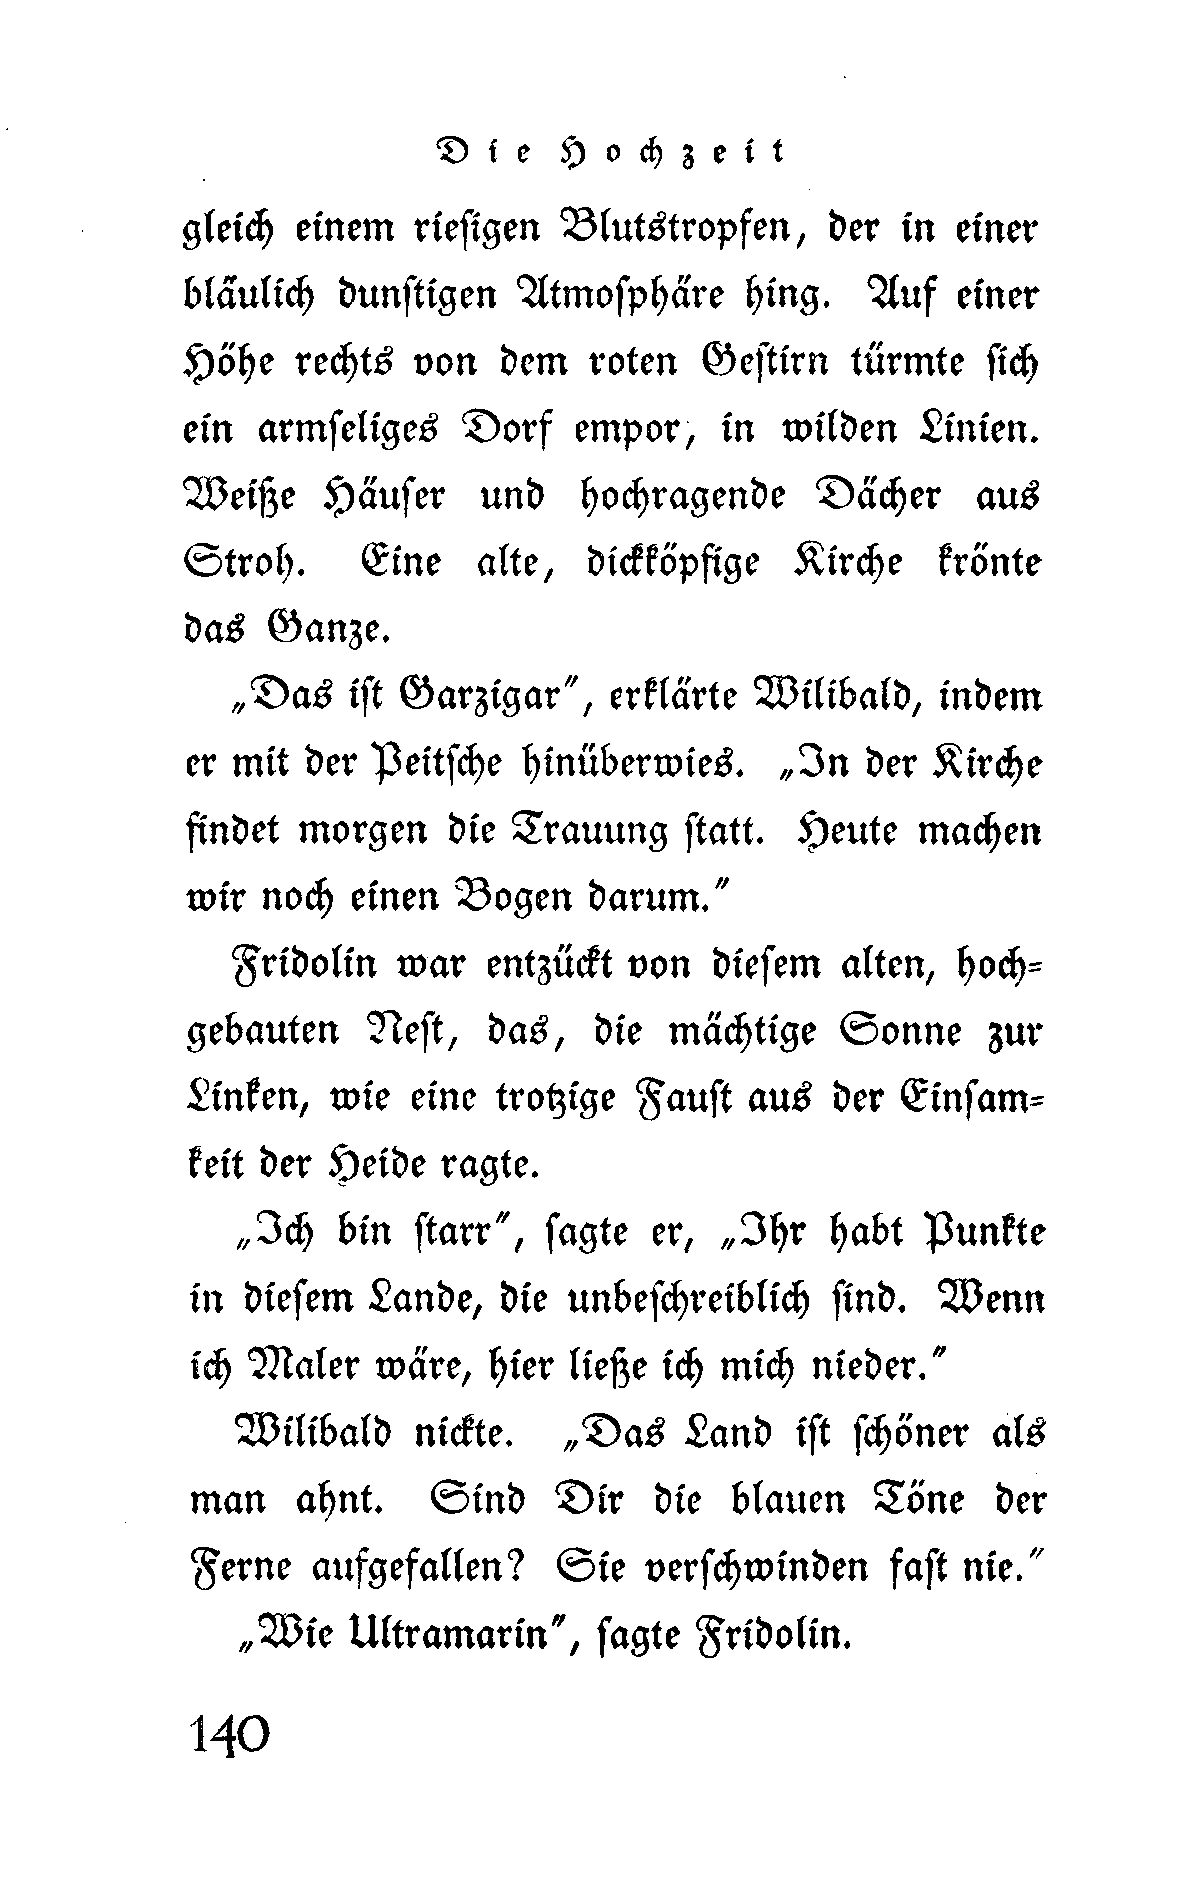 Die Hochzeit
gleich einem rieſigen Blutstropfen, der in einer
bläulich dunſtigen Atmoſphäre hing. Auf einer
Höhe rechts von dem roten Geſtirn türmte ſich
ein armſeliges Dorf empor, in wilden Linien.
Weiße Häuſer und hochragende Dächer aus
Stroh. Eine alte, dickköpfige Kirche krönte
das Ganze.
„Das iſt Garzigar", erklärte Wilibald, indem
er mit der Peitſche hinüberwies. „In der Kirche
findet morgen die Trauung ſtatt. Heute machen
wir noch einen Bogen darum."
Fridolin war entzückt von dieſem alten, hoch-
gebauten Neſt, das, die mächtige Sonne zur
Linken, wie eine trotzige Fauſt aus der Einſam-
keit der Heide ragte.
„Ich bin ſtarr", ſagte er, „Ihr habt Punkte
in dieſem Lande, die unbeſchreiblich ſind. Wenn
ich Maler wäre, hier ließe ich mich nieder."
Wilibald nickte. „Das Land iſt ſchöner als
man ahnt. Sind Dir die blauen Töne der
Ferne aufgefallen? Sie verſchwinden faſt nie."
„Wie Ultramarin", ſagte Fridolin.
140